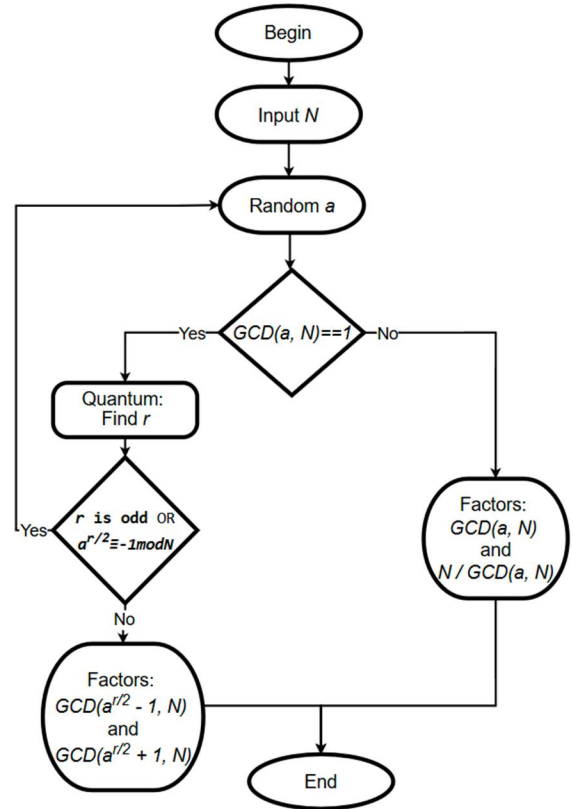 Begin
Input N
Random a
GCD(a, N)==1
Yes
No
Quantum:
Find r
r is odd OR
a^{r/2}≡-1modN
Yes
No
Factors:
GCD(a, N)
and
N / GCD(a, N)
Factors:
GCD(a^{r/2} - 1, N)
and
GCD(a^{r/2} + 1, N)
End